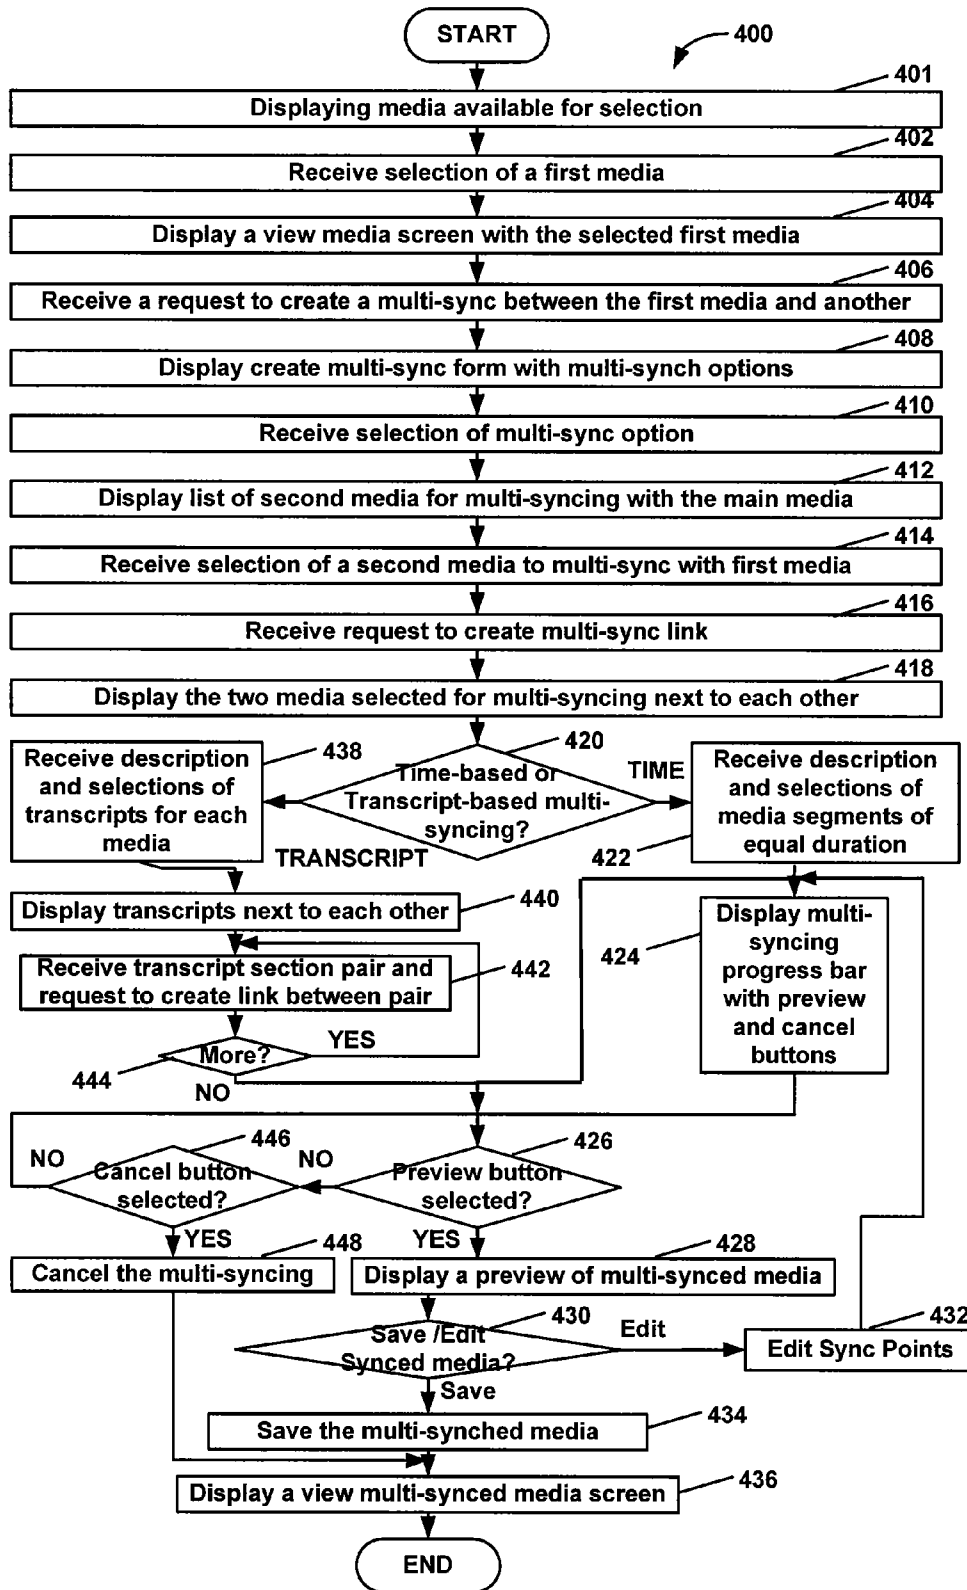 START
400
401
Displaying media available for selection
402
Receive selection of a first media
404
Display a view media screen with the selected first media
406
Receive a request to create a multi-sync between the first media and another
408
Display create multi-sync form with multi-synch options
410
Receive selection of multi-sync option
412
Display list of second media for multi-syncing with the main media
414
Receive selection of a second media to multi-sync with first media
416
Receive request to create multi-sync link
418
Display the two media selected for multi-syncing next to each other
Receive description
and selections of
transcripts for each
media
438
420
Time-based or
Transcript-based multi-
syncing?
TIME
Receive description
and selections of
media segments of
equal duration
422
TRANSCRIPT
Display transcripts next to each other
440
Display multi-
syncing
progress bar
with preview
and cancel
buttons
424
Receive transcript section pair and
request to create link between pair
442
More?
YES
444
NO
446
NO
Cancel button
selected?
NO
426
Preview button
selected?
YES
YES
448
Cancel the multi-syncing
428
Display a preview of multi-synced media
430
Save /Edit
Synced media?
Edit
432
Edit Sync Points
Save
Save the multi-synched media
434
Display a view multi-synced media screen
436
END